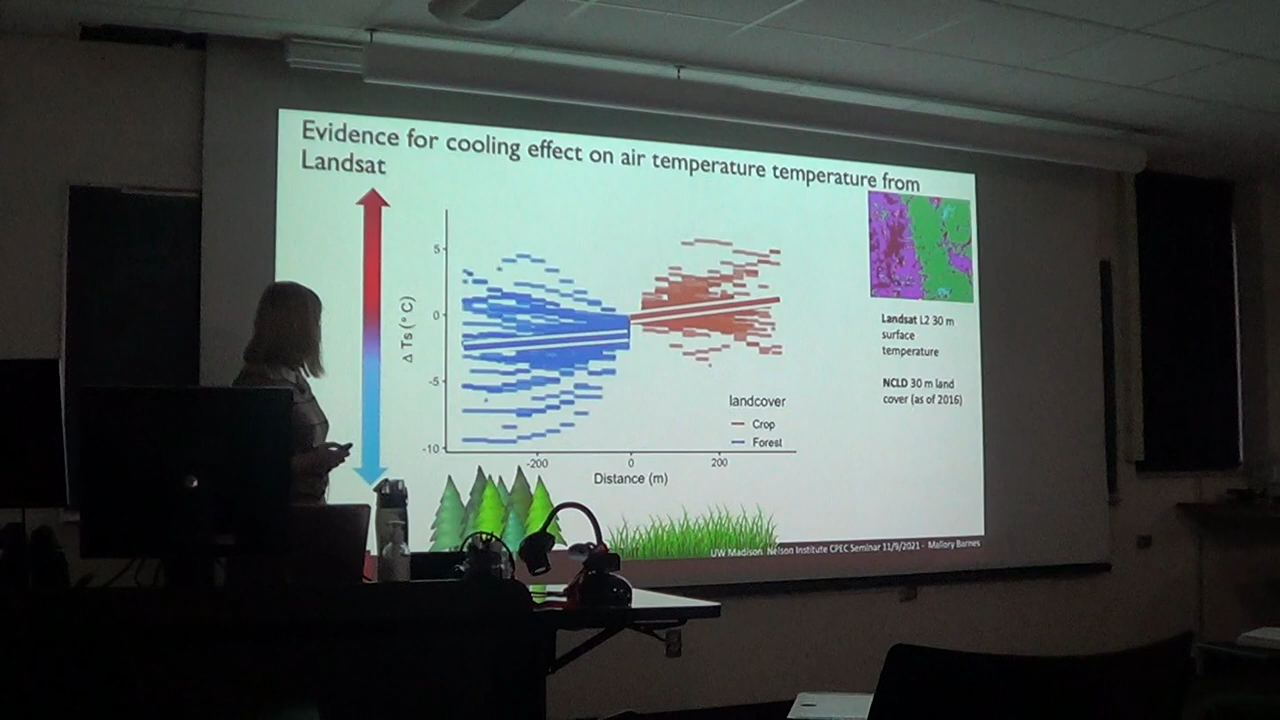 Evidence for cooling effect on air temperature temperature from
Landsat
5
0
-5
-10
Δ Ts (° C)
-200
0
200
Distance (m)
landcover
Crop
Forest
Landsat L2 30 m
surface
temperature
NCLD 30 m land
cover (as of 2016)
UW Madison Nelson Institute CPEC Seminar 11/9/2021 - Mallory Barnes